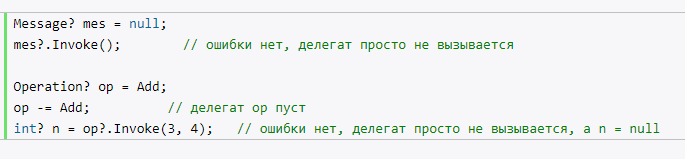 Message? mes = null;
mes?.Invoke();        // ошибки нет, делегат просто не вызывается
Operation? op = Add;
op -= Add;          // делегат op пуст
int? n = op?.Invoke(3, 4);   // ошибки нет, делегат просто не вызывается, а n = null